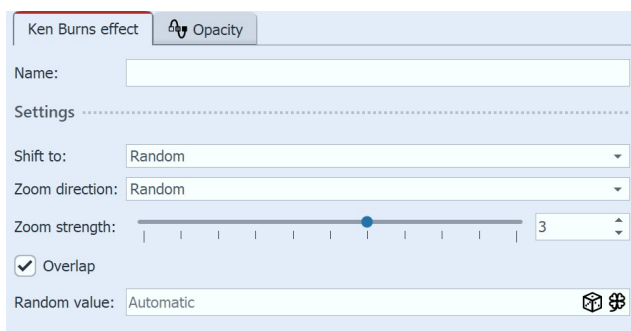 Ken Burns effect Opacity
Name:
Settings
Shift to: Random
Zoom direction: Random
Zoom strength: 3
Overlap
Random value: Automatic